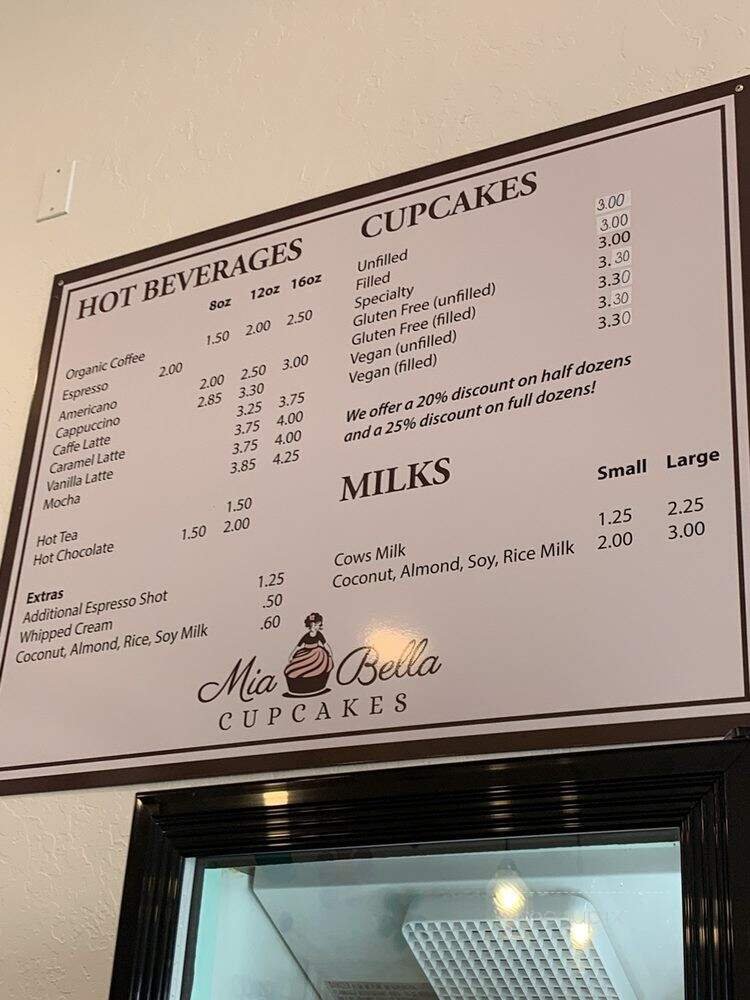 HOT BEVERAGES
8oz 12oz 16oz
Organic Coffee 1.50 2.00 2.50
Espresso 2.00
Americano 2.00 2.50 3.00
Cappuccino 2.85 3.30
Caffe Latte 3.25 3.75
Caramel Latte 3.75 4.00
Vanilla Latte 3.75 4.00
Mocha 3.85 4.25
Hot Tea 1.50
Hot Chocolate 1.50 2.00
Extras
Additional Espresso Shot 1.25
Whipped Cream .50
Coconut, Almond, Rice, Soy Milk .60
CUPCAKES
Unfilled 3.00
Filled 3.00
Specialty 3.00
Gluten Free (unfilled) 3.30
Gluten Free (filled) 3.30
Vegan (unfilled) 3.30
Vegan (filled) 3.30
We offer a 20% discount on half dozens
and a 25% discount on full dozens!
MILKS
Small Large
Cows Milk 1.25 2.25
Coconut, Almond, Soy, Rice Milk 2.00 3.00
Mia Bella
CUPCAKES